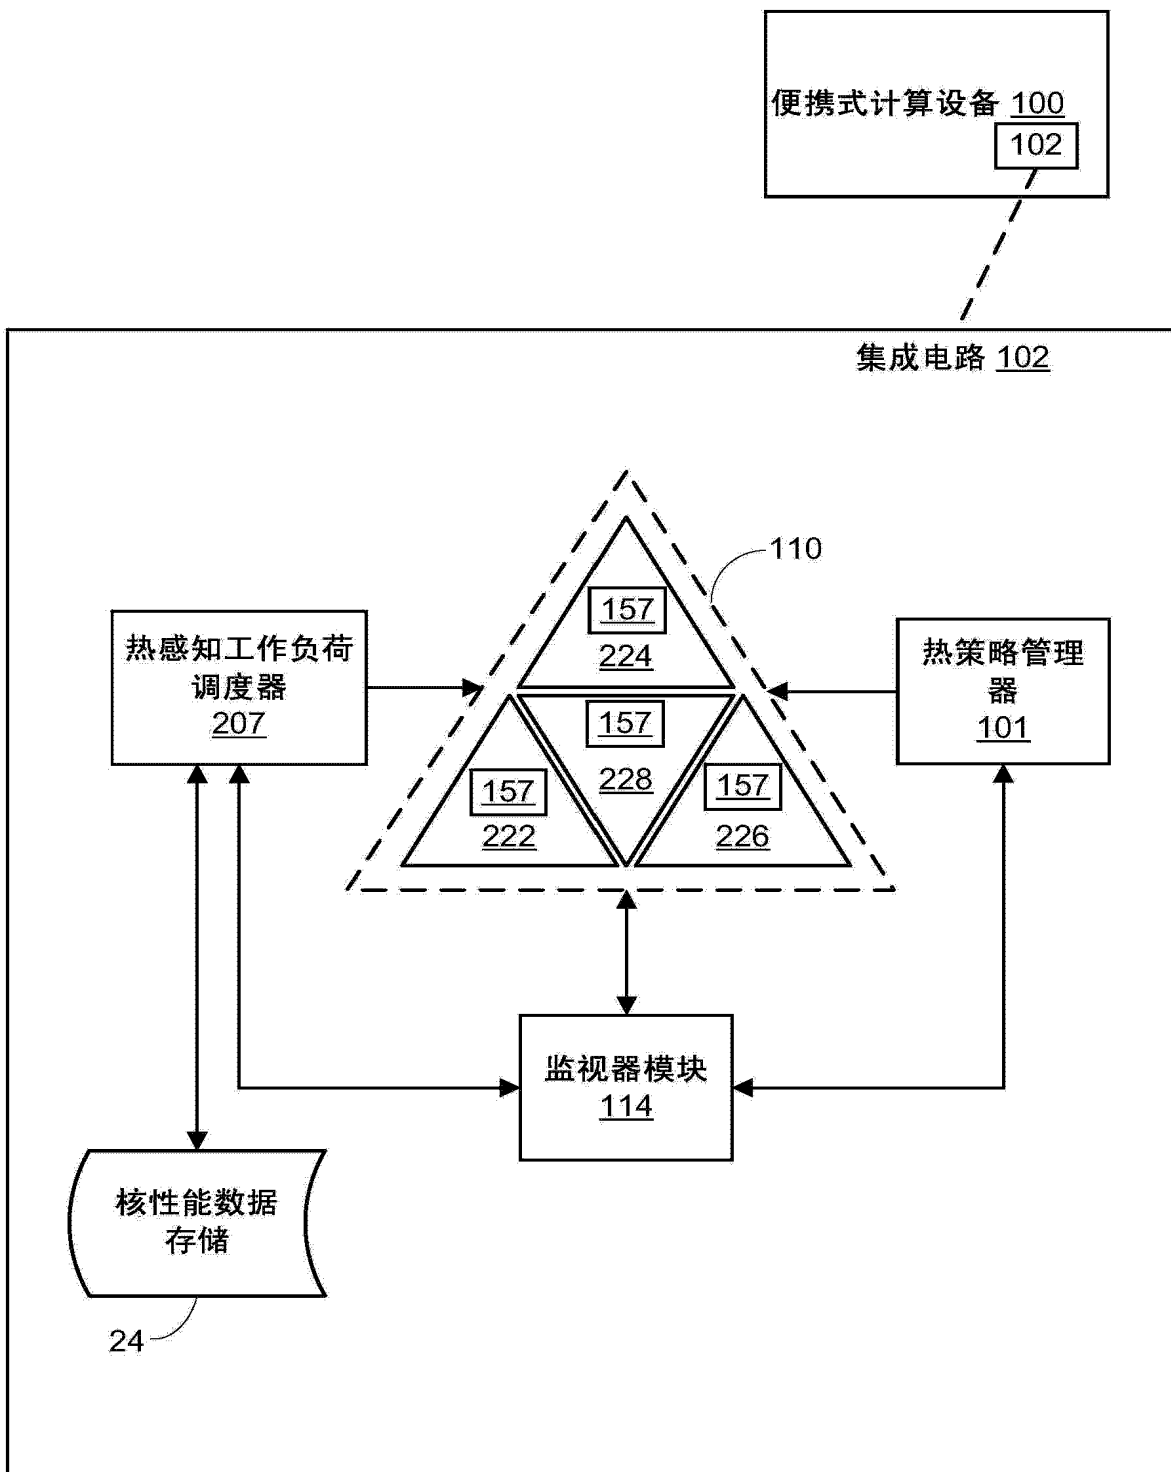 便携式计算设备 100
102
集成电路 102
110
157
224
热感知工作负荷
调度器
207
热策略管理
器
101
157
228
157
222
157
226
监视器模块
114
核性能数据
存储
24